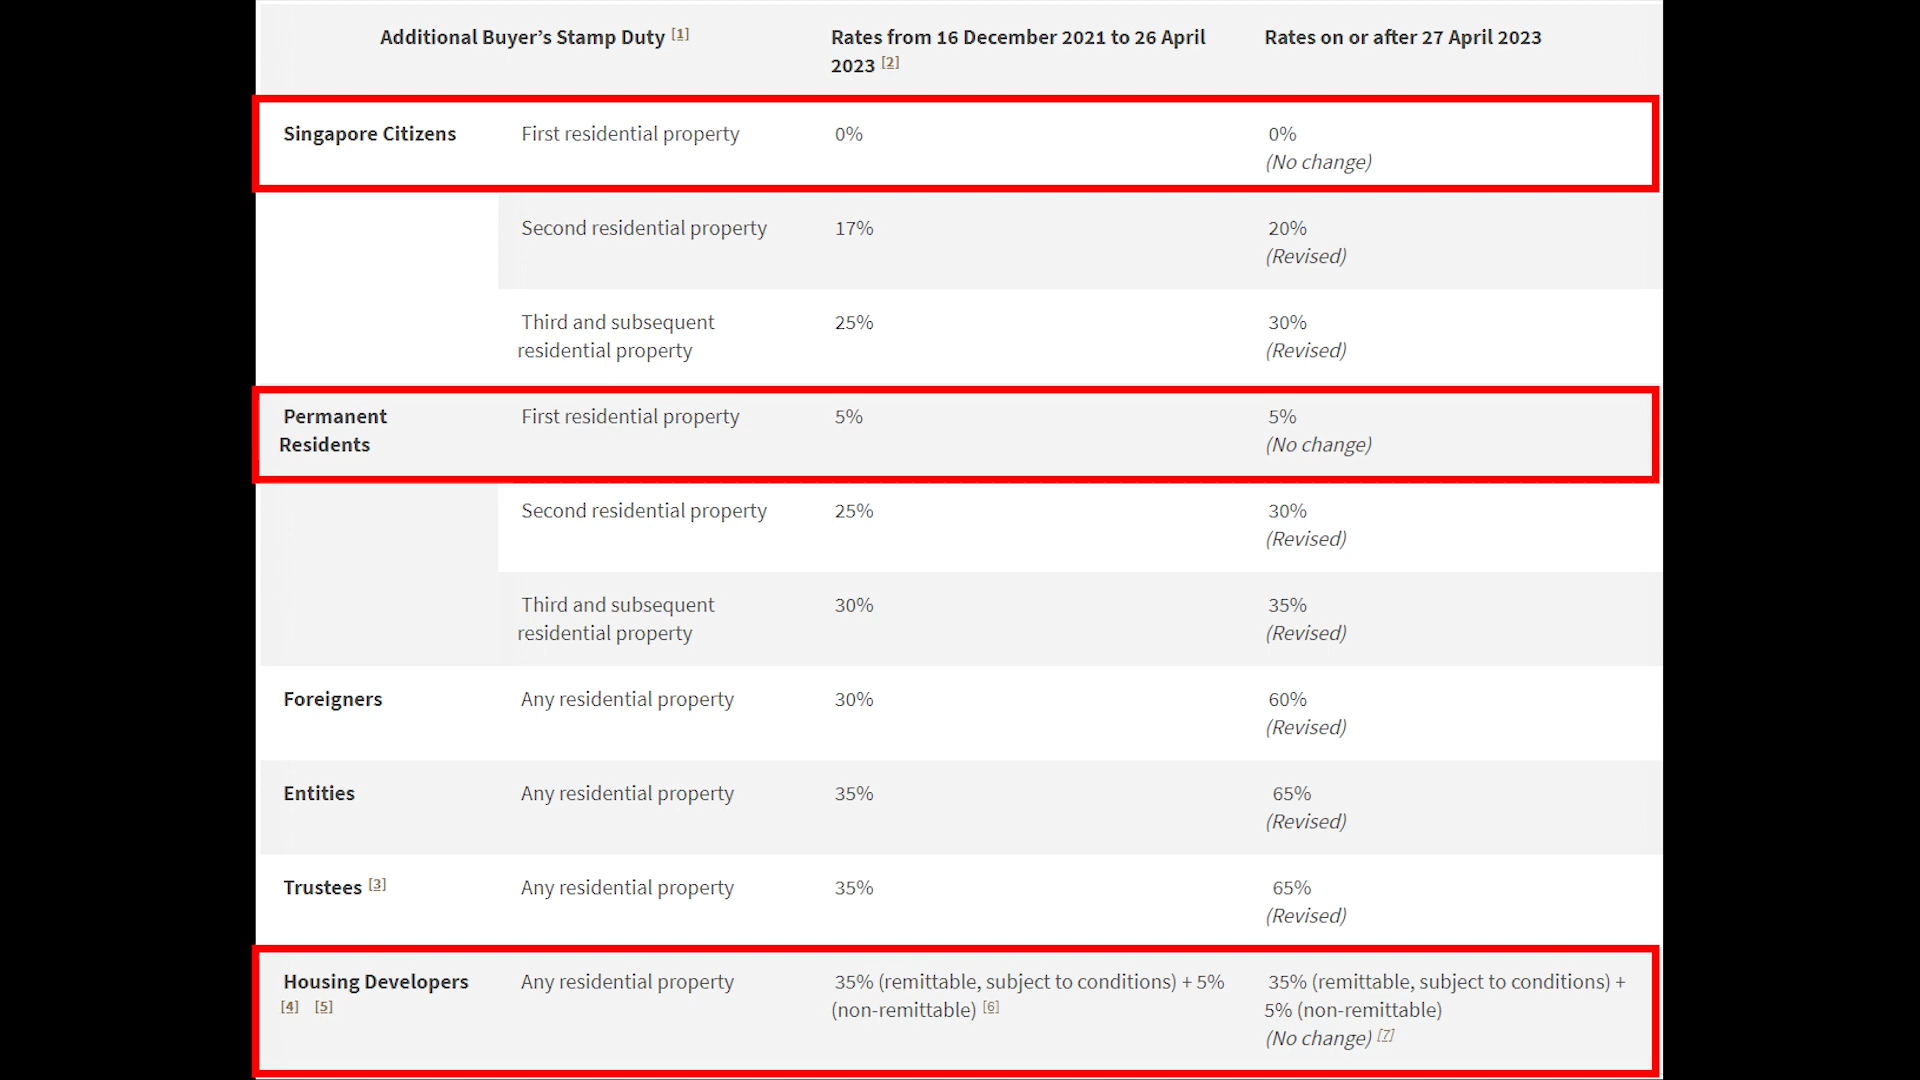 Additional Buyer’s Stamp Duty [1]
Rates from 16 December 2021 to 26 April
2023 [2]
Rates on or after 27 April 2023
Singapore Citizens
First residential property
0%
0%
(No change)
Second residential property
17%
20%
(Revised)
Third and subsequent
residential property
25%
30%
(Revised)
Permanent
Residents
First residential property
5%
5%
(No change)
Second residential property
25%
30%
(Revised)
Third and subsequent
residential property
30%
35%
(Revised)
Foreigners
Any residential property
30%
60%
(Revised)
Entities
Any residential property
35%
65%
(Revised)
Trustees [3]
Any residential property
35%
65%
(Revised)
Housing Developers
[4] [5]
Any residential property
35% (remittable, subject to conditions) + 5%
(non-remittable) [6]
35% (remittable, subject to conditions) +
5% (non-remittable)
(No change) [7]